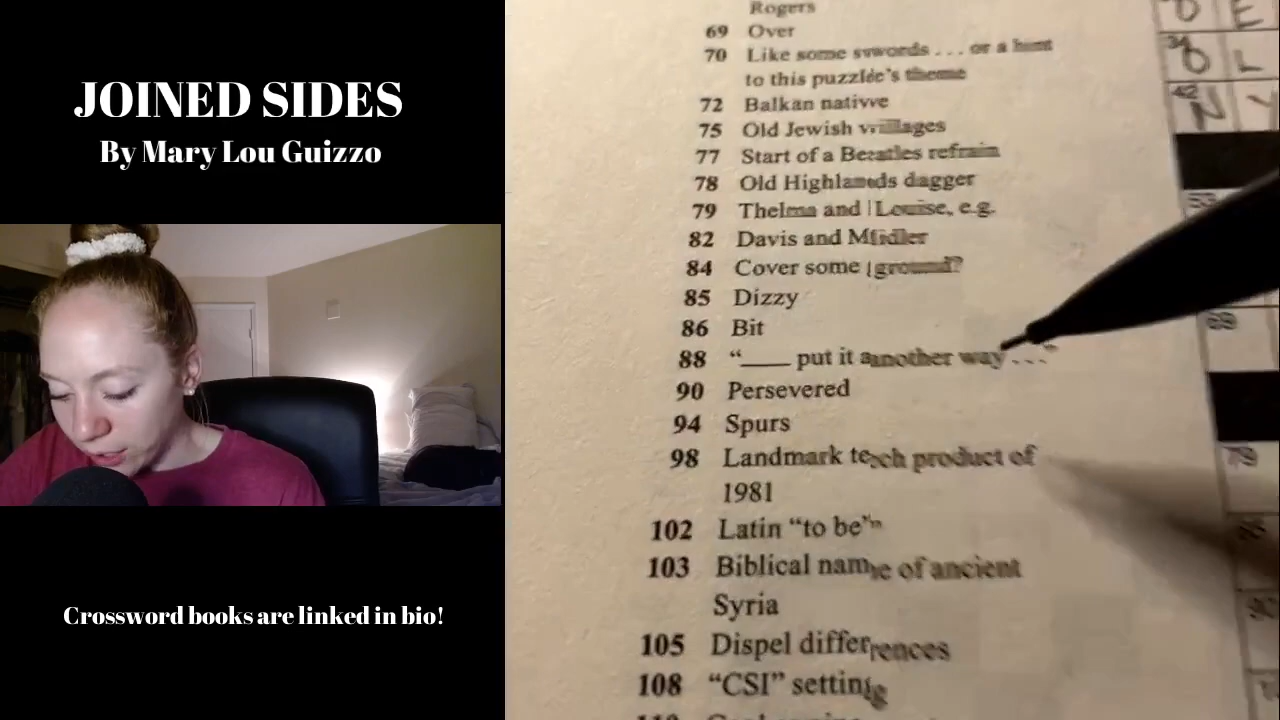 JOINED SIDES
By Mary Lou Guizzo
Crossword books are linked in bio!
Rogers
69 Over
70 Like some swords . . . or a hint
to this puzzle's theme
72 Balkan native
75 Old Jewish villages
77 Start of a Beatles refrain
78 Old Highlands dagger
79 Thelma and Louise, e.g.
82 Davis and Midler
84 Cover some ground?
85 Dizzy
86 Bit
88 “___ put it another way . . .”
90 Persevered
94 Spurs
98 Landmark tech product of
1981
102 Latin “to be”
103 Biblical name of ancient
Syria
105 Dispel differences
108 “CSI” setting
O E
O L
42
N
69
79